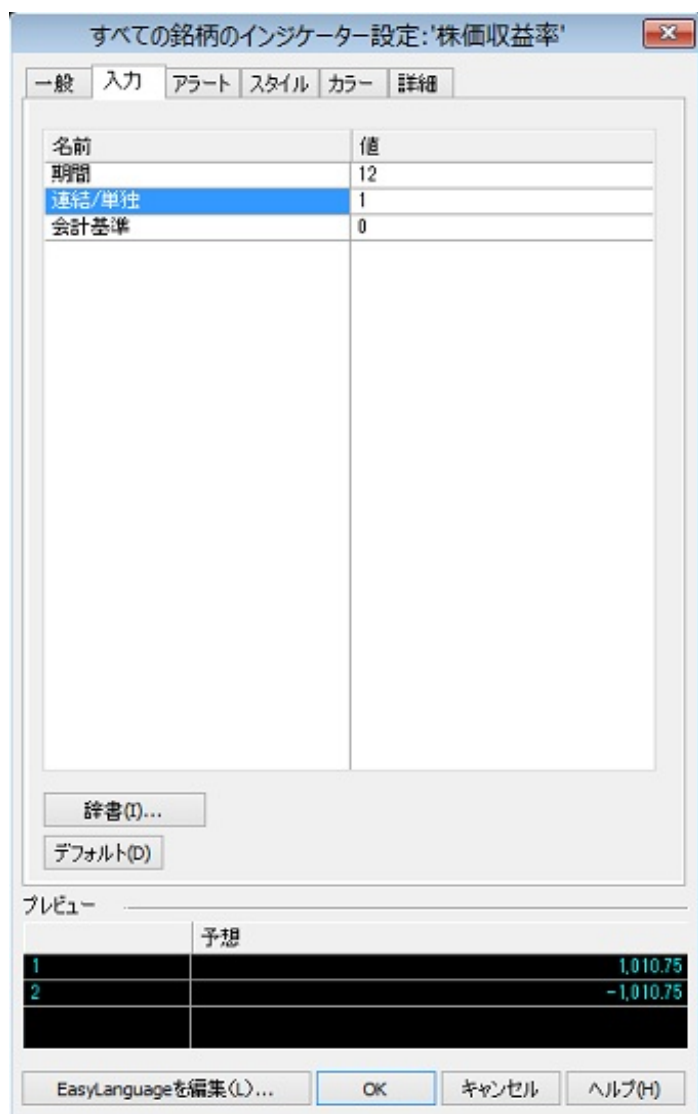 すべての銘柄のインジケーター設定:'株価収益率'
一般 入力 アラート スタイル カラー 詳細
名前 値
期間 12
連結/単独 1
会計基準 0
辞書(I)...
デフォルト(D)
プレビュー
予想
1 1,010.75
2 -1,010.75
EasyLanguageを編集(L)... OK キャンセル ヘルプ(H)